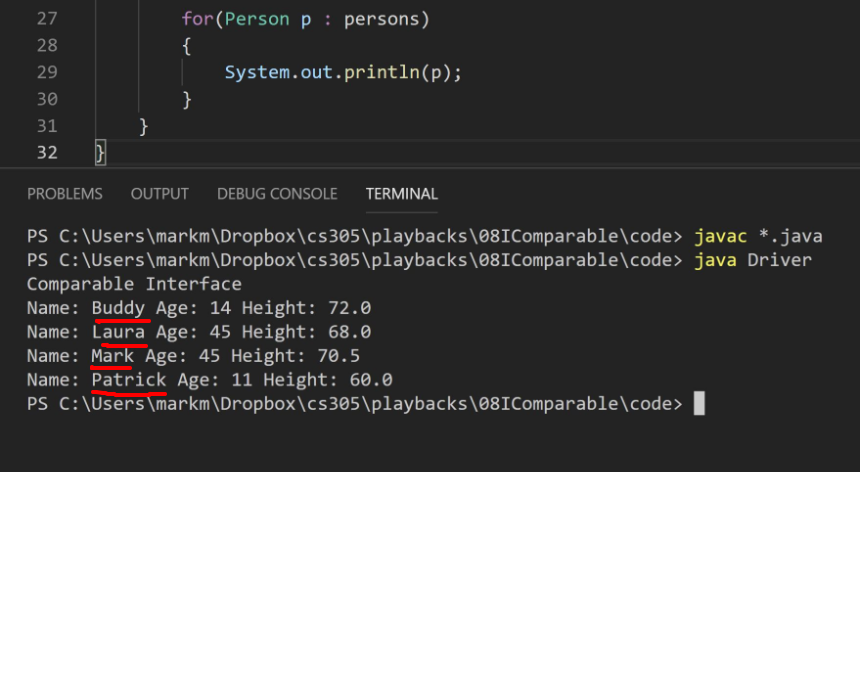 27 for(Person p : persons)
28 {
29 System.out.println(p);
30 }
31 }
32 }
PROBLEMS OUTPUT DEBUG CONSOLE TERMINAL
PS C:\Users\markm\Dropbox\cs305\playbacks\08IComparable\code> javac *.java
PS C:\Users\markm\Dropbox\cs305\playbacks\08IComparable\code> java Driver
Comparable Interface
Name: Buddy Age: 14 Height: 72.0
Name: Laura Age: 45 Height: 68.0
Name: Mark Age: 45 Height: 70.5
Name: Patrick Age: 11 Height: 60.0
PS C:\Users\markm\Dropbox\cs305\playbacks\08IComparable\code>